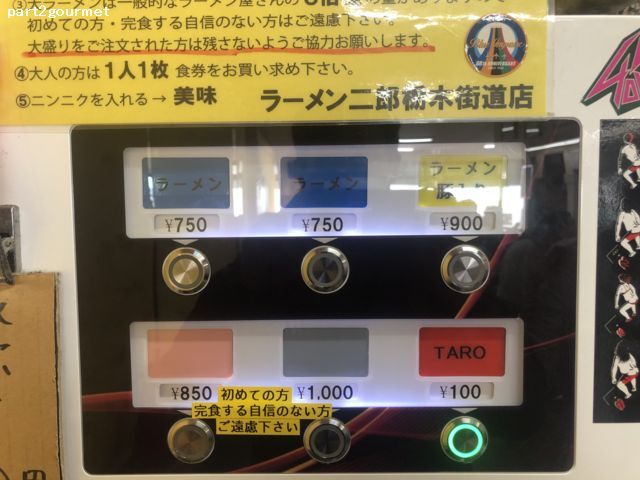 part2gourmet
初めての方・完食する自信のない方はご遠慮下さい。
大盛りをご注文された方は残さないようご協力お願いします。
④大人の方は1人1枚 食券をお買い求め下さい。
⑤ニンニクを入れる→ 美味 ラーメン二郎栃木街道店
ラーメン ラーメン ラーメン
豚入り
¥750 ¥750 ¥900
TARO
¥850 ¥1,000 ¥100
初めての方
完食する自信のない方
ご遠慮下さい